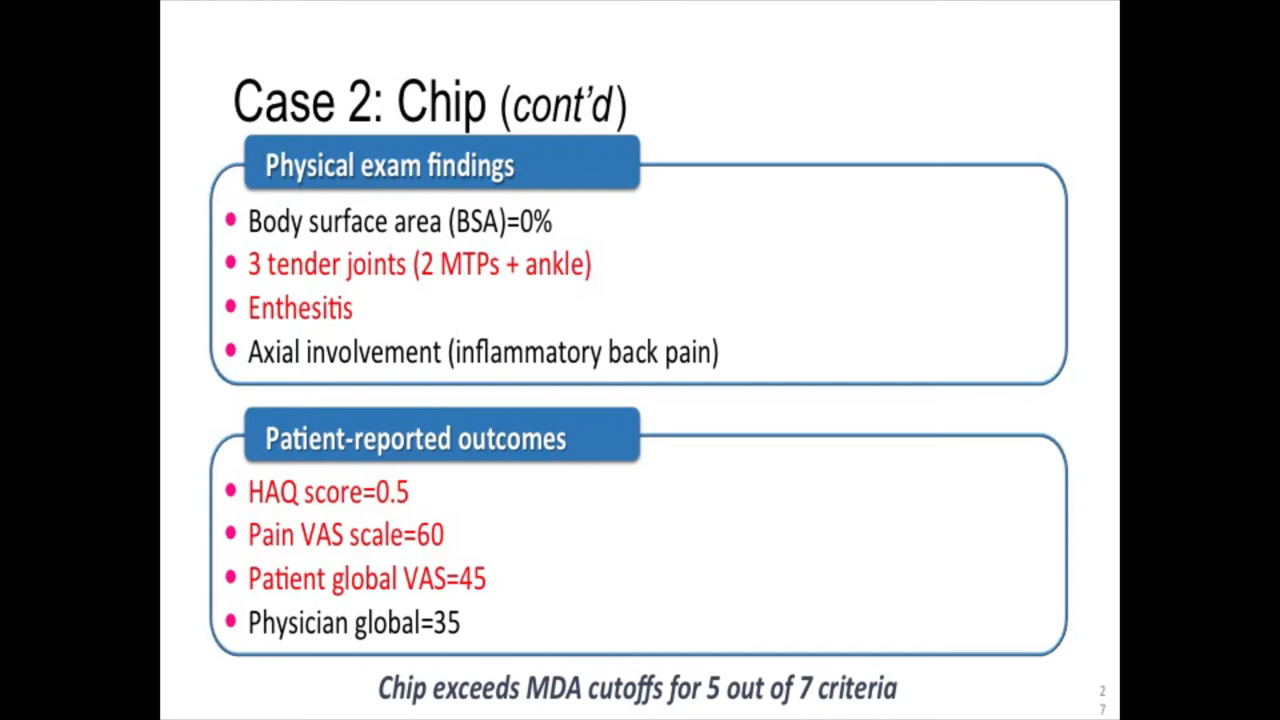 Case 2: Chip (cont’d)
Physical exam findings
• Body surface area (BSA)=0%
• 3 tender joints (2 MTPs + ankle)
• Enthesitis
• Axial involvement (inflammatory back pain)
Patient-reported outcomes
• HAQ score=0.5
• Pain VAS scale=60
• Patient global VAS=45
• Physician global=35
Chip exceeds MDA cutoffs for 5 out of 7 criteria
2
7